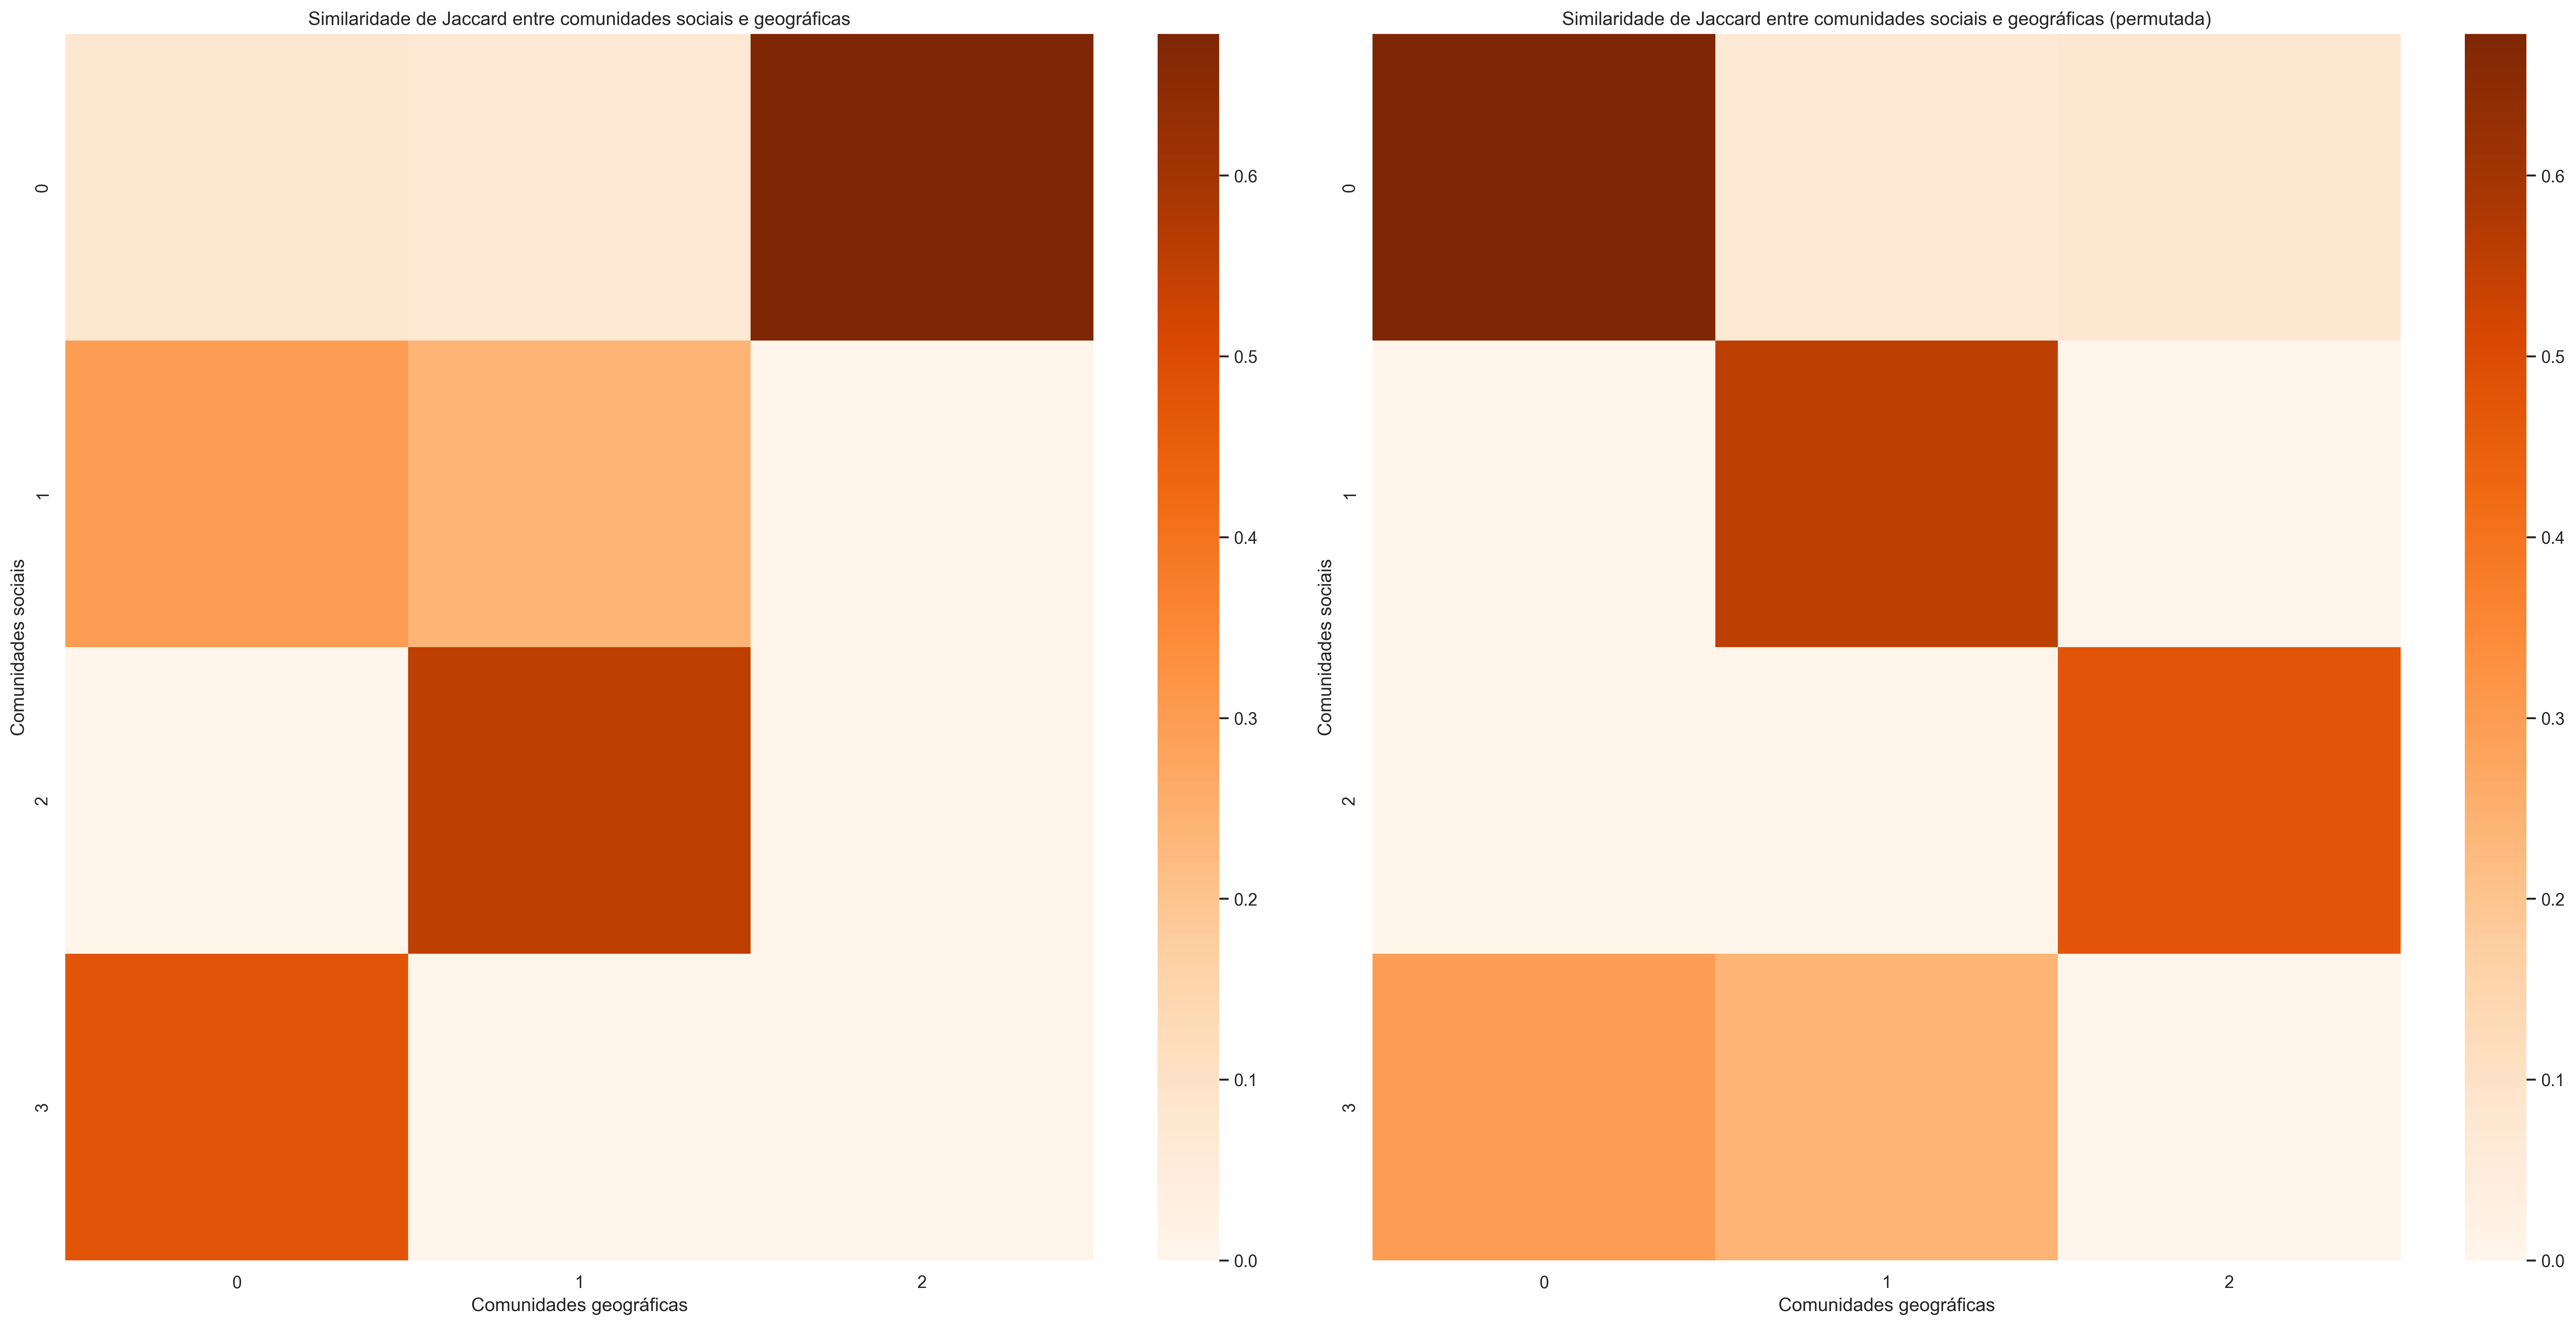 Similaridade de Jaccard entre comunidades sociais e geográficas
Comunidades sociais
0
1
2
3
0 1 2
Comunidades geográficas
0.6
0.5
0.4
0.3
0.2
0.1
0.0
Similaridade de Jaccard entre comunidades sociais e geográficas (permutada)
Comunidades sociais
0
1
2
3
0 1 2
Comunidades geográficas
0.6
0.5
0.4
0.3
0.2
0.1
0.0